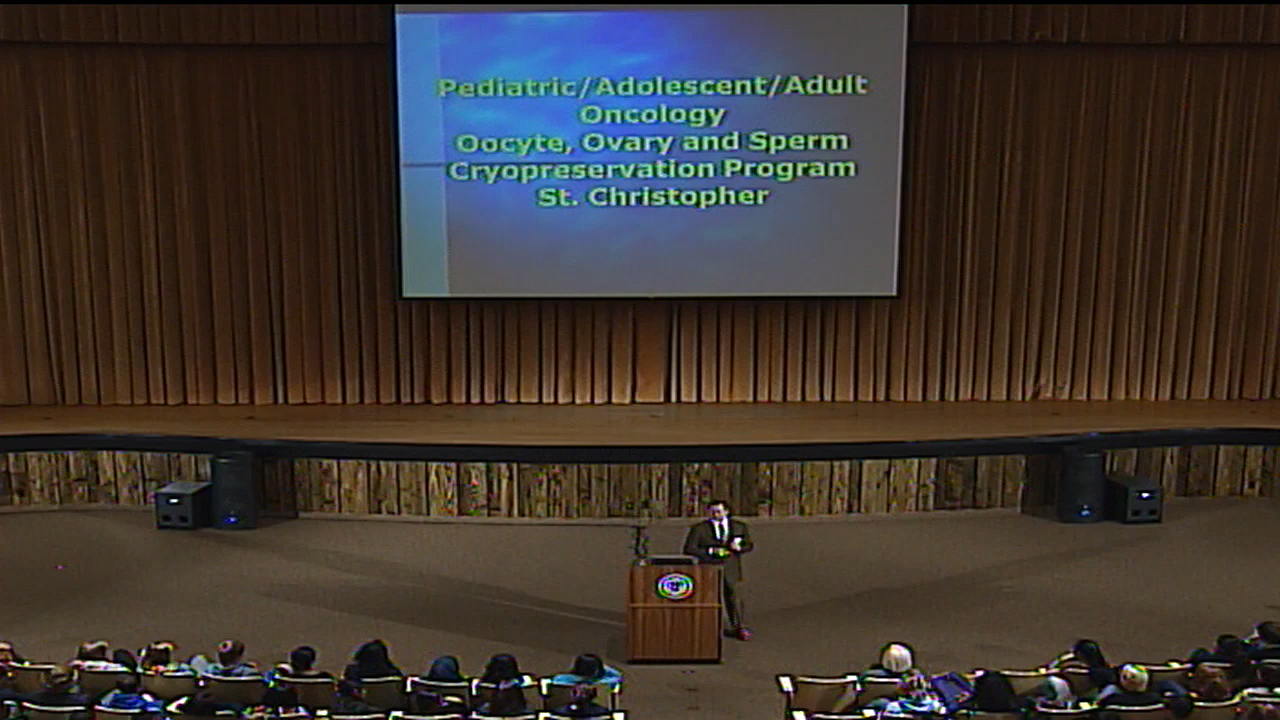 Pediatric/Adolescent/Adult
Oncology
Oocyte, Ovary and Sperm
Cryopreservation Program
St. Christopher